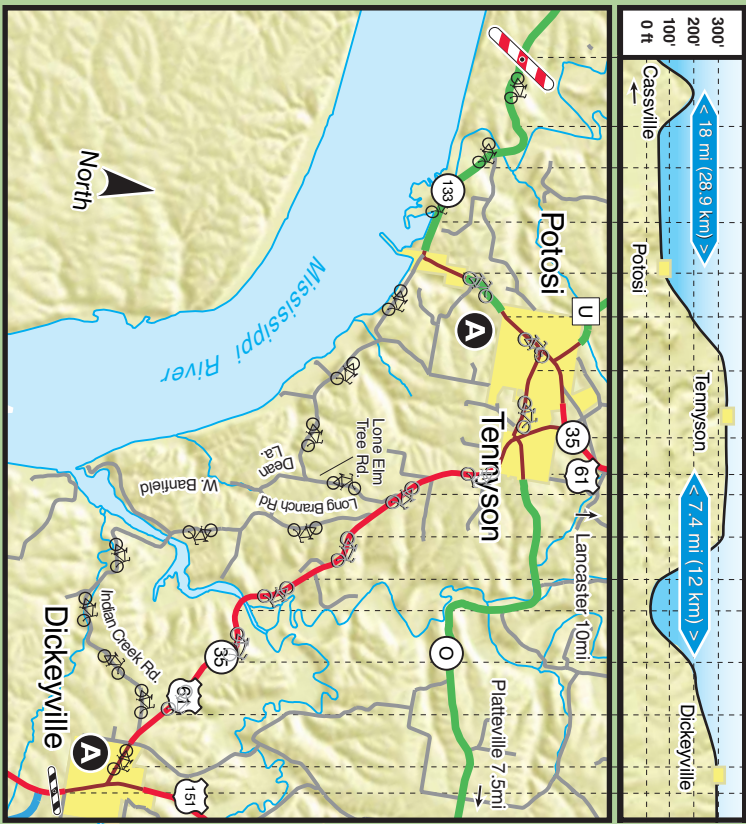 300'
200'
100'
0 ft
Cassville
←
< 18 mi (28.9 km) >
Potosi
Tennyson
< 7.4 mi (12 km) >
Dickeyville
133
Potosi
U
A
35
61
Lancaster 10mi
Tennyson
North
Mississippi River
Lone Elm
Tree Rd.
Dean
La.
Long Branch Rd
W. Banfield
O
Platteville 7.5mi
Indian Creek Rd.
35
61
Dickeyville
A
151